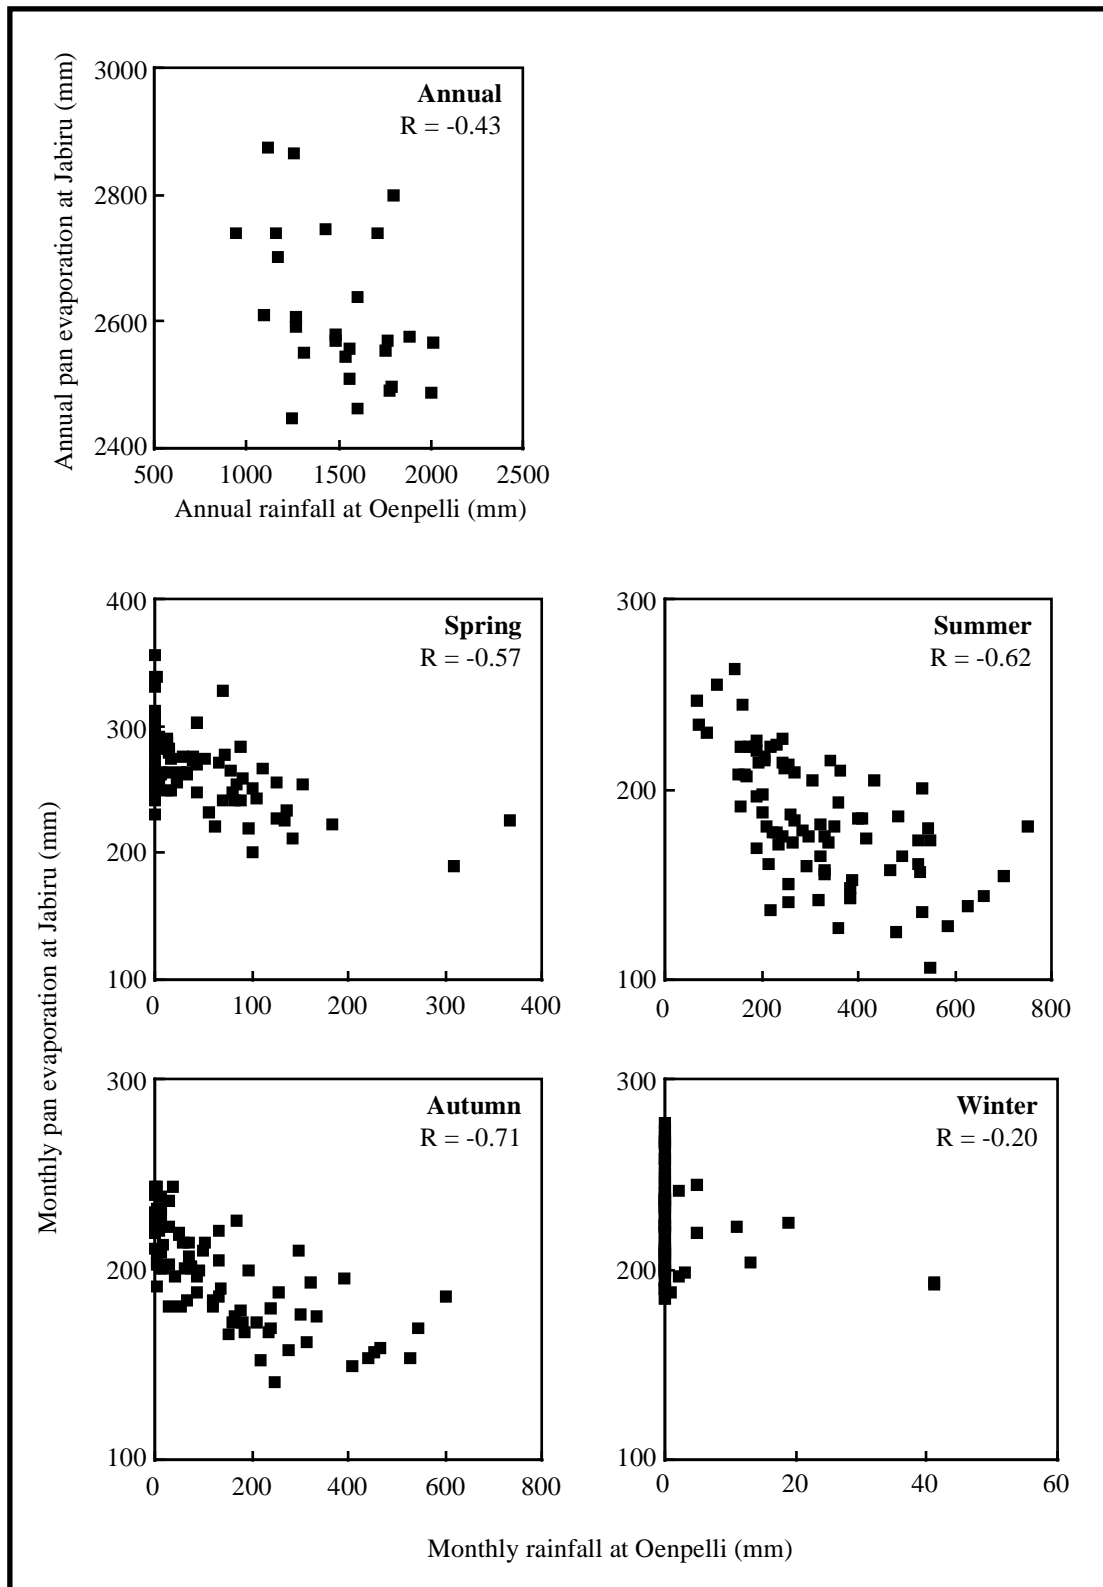 Annual pan evaporation at Jabiru (mm)
3000
2800
2600
2400
Annual
R = -0.43
500 1000 1500 2000 2500
Annual rainfall at Oenpelli (mm)
Monthly pan evaporation at Jabiru (mm)
400
300
200
100
Spring
R = -0.57
0 100 200 300 400
300
200
100
Summer
R = -0.62
0 200 400 600 800
300
200
100
Autumn
R = -0.71
0 200 400 600 800
300
200
100
Winter
R = -0.20
0 20 40 60
Monthly rainfall at Oenpelli (mm)